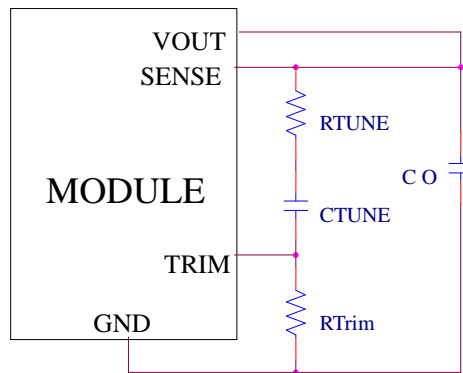 VOUT
SENSE
RTUNE
C O
MODULE
CTUNE
TRIM
GND
RTrim